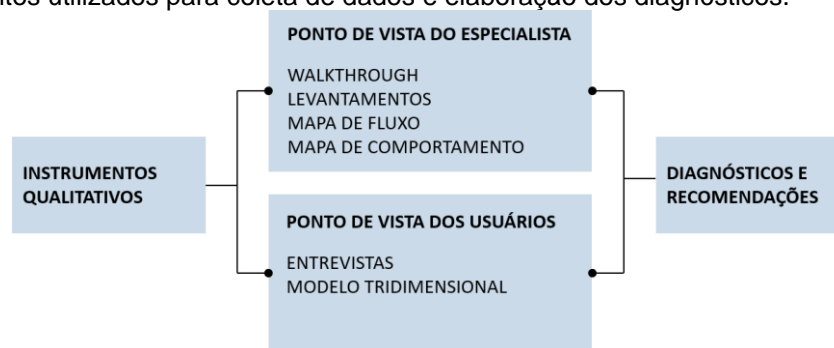 utilizados para coleta de dados e elaboração dos diagnósticos.
PONTO DE VISTA DO ESPECIALISTA
WALKTHROUGH
LEVANTAMENTOS
MAPA DE FLUXO
MAPA DE COMPORTAMENTO
INSTRUMENTOS
QUALITATIVOS
DIAGNÓSTICOS E
RECOMENDAÇÕES
PONTO DE VISTA DOS USUÁRIOS
ENTREVISTAS
MODELO TRIDIMENSIONAL